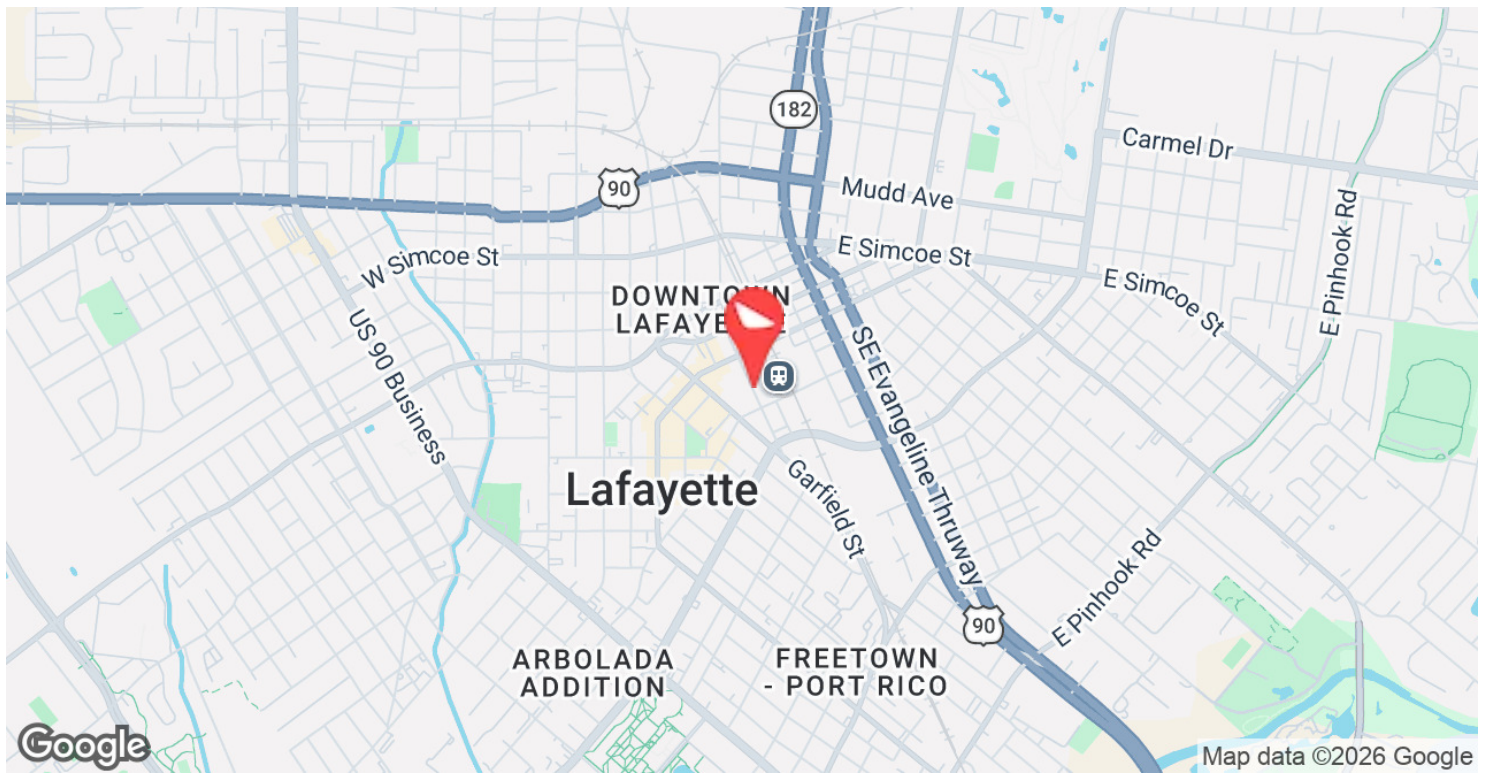 182
Carmel Dr
90
Mudd Ave
E Pinhook Rd
W Simcoe St
E Simcoe St
E Simcoe St
DOWNTOWN
LAFAYE E
US 90 Business
SE Evangeline Thruway
Lafayette
Garfield St
E Pinhook Rd
90
ARBOLADA
ADDITION
FREETOWN
- PORT RICO
Google
Map data ©2026 Google